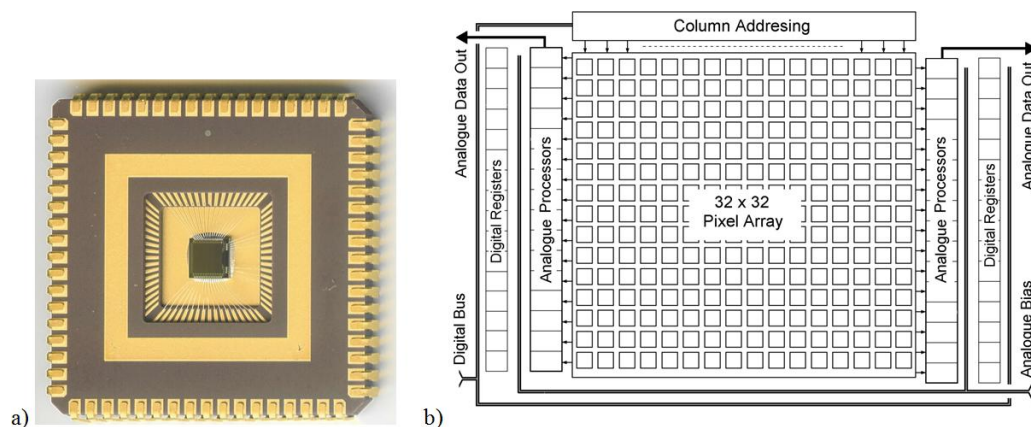 Column Addresing
Analogue Data Out
Digital Registers
Analogue Processors
32 x 32
Pixel Array
Analogue Processors
Digital Registers
Analogue Data Out
Digital Bus
Analogue Bias
a)
b)